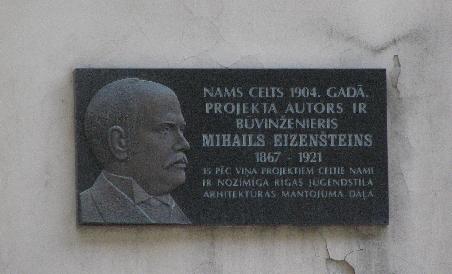 NAMS CELTS 1904. GADĀ.
PROJEKTA AUTORS IR
BŪVINŽENIERIS
MIHAILS EIZENŠTEINS
1867 - 1921
15 PĒC VIŅA PROJEKTIEM CELTIE NAMI
IR NOZĪMĪGA RĪGAS JŪGENDSTILA
ARHITEKTŪRAS MANTOJUMA DAĻA